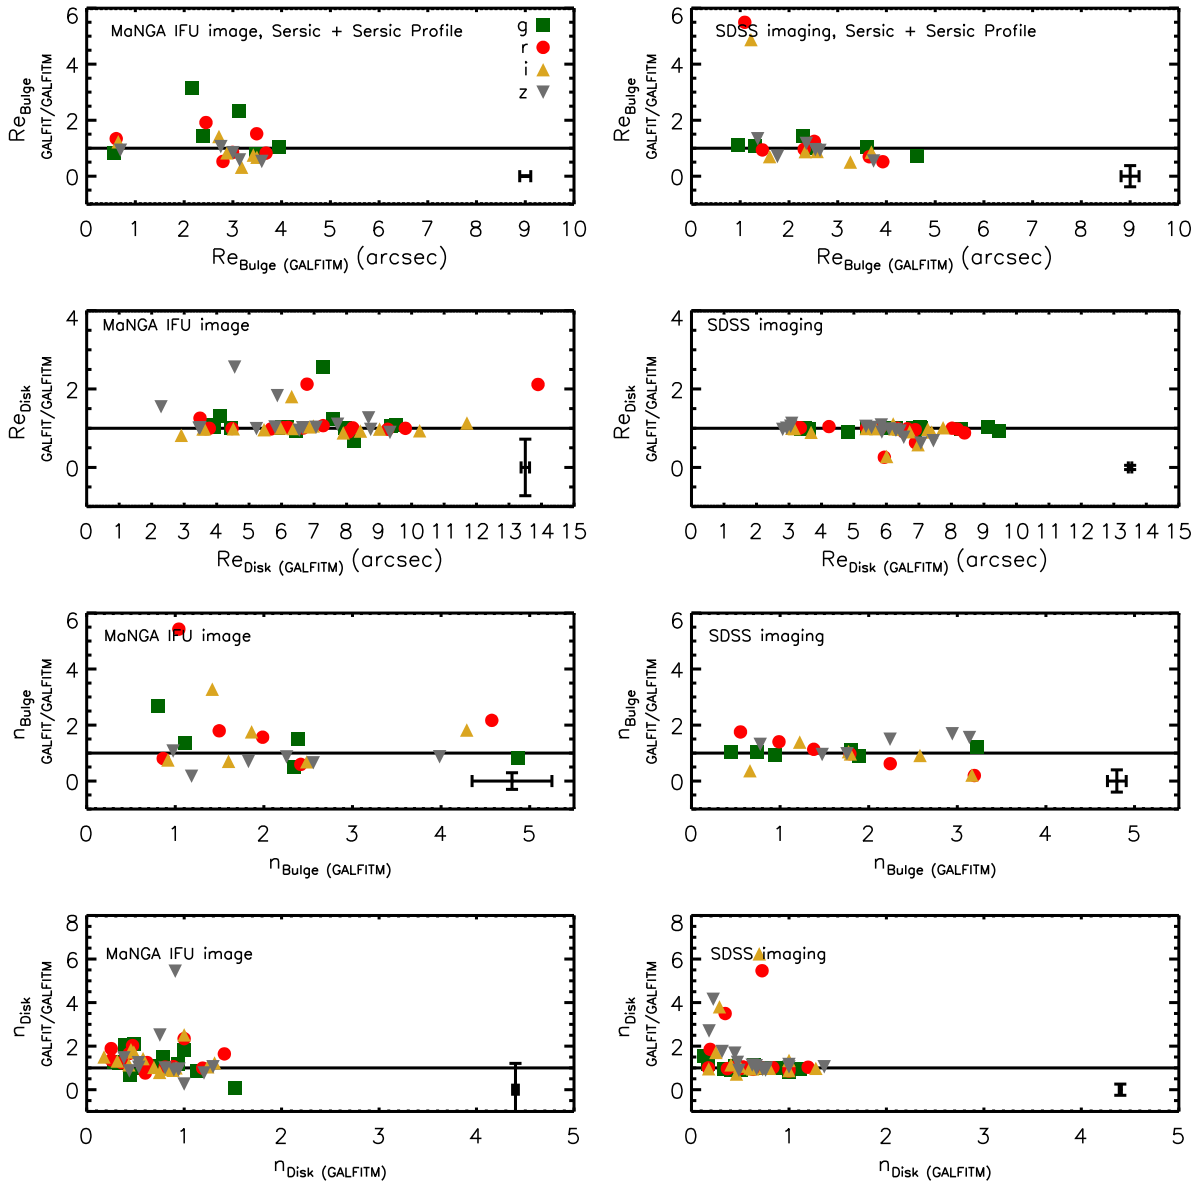 MaNGA IFU image, Sersic + Sersic Profile
g
r
i
z
6
4
2
0
Re_Bulge
GALFIT/GALFITM
0 1 2 3 4 5 6 7 8 9 10
Re_Bulge (GALFITM) (arcsec)
SDSS imaging, Sersic + Sersic Profile
6
4
2
0
Re_Bulge
GALFIT/GALFITM
0 1 2 3 4 5 6 7 8 9 10
Re_Bulge (GALFITM) (arcsec)
MaNGA IFU image
4
2
0
Re_Disk
GALFIT/GALFITM
0 1 2 3 4 5 6 7 8 9 10 11 12 13 14 15
Re_Disk (GALFITM) (arcsec)
SDSS imaging
4
2
0
Re_Disk
GALFIT/GALFITM
0 1 2 3 4 5 6 7 8 9 10 11 12 13 14 15
Re_Disk (GALFITM) (arcsec)
MaNGA IFU image
6
4
2
0
n_Bulge
GALFIT/GALFITM
0 1 2 3 4 5
n_Bulge (GALFITM)
SDSS imaging
6
4
2
0
n_Bulge
GALFIT/GALFITM
0 1 2 3 4 5
n_Bulge (GALFITM)
MaNGA IFU image
8
6
4
2
0
n_Disk
GALFIT/GALFITM
0 1 2 3 4 5
n_Disk (GALFITM)
SDSS imaging
8
6
4
2
0
n_Disk
GALFIT/GALFITM
0 1 2 3 4 5
n_Disk (GALFITM)